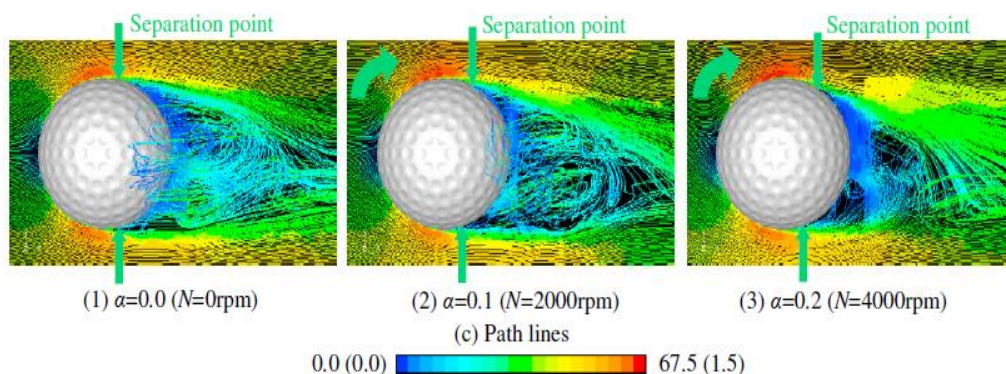 Separation point
Separation point
Separation point
(1) α=0.0 (N=0rpm)
(2) α=0.1 (N=2000rpm)
(3) α=0.2 (N=4000rpm)
(c) Path lines
0.0 (0.0)
67.5 (1.5)